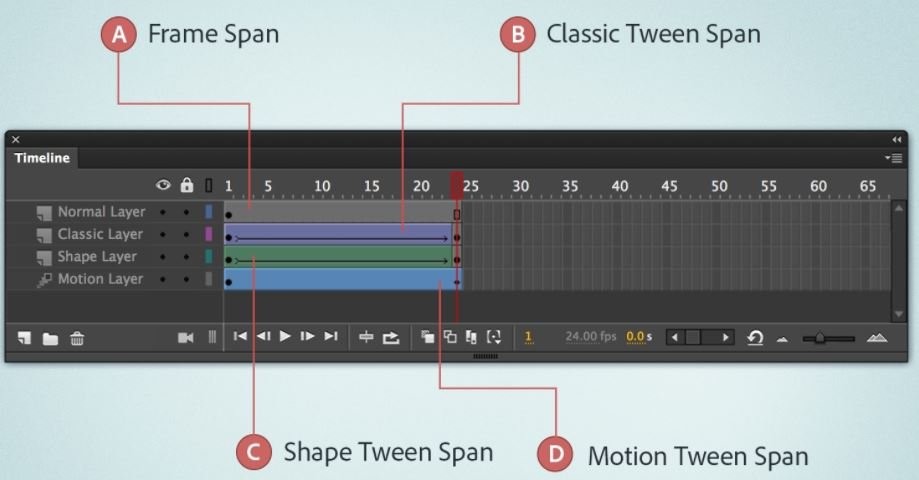 A Frame Span
B Classic Tween Span
Timeline
1 5 10 15 20 25 30 35 40 45 50 55 60 65
Normal Layer
Classic Layer
Shape Layer
Motion Layer
1 24.00 fps 0.0 s
C Shape Tween Span
D Motion Tween Span